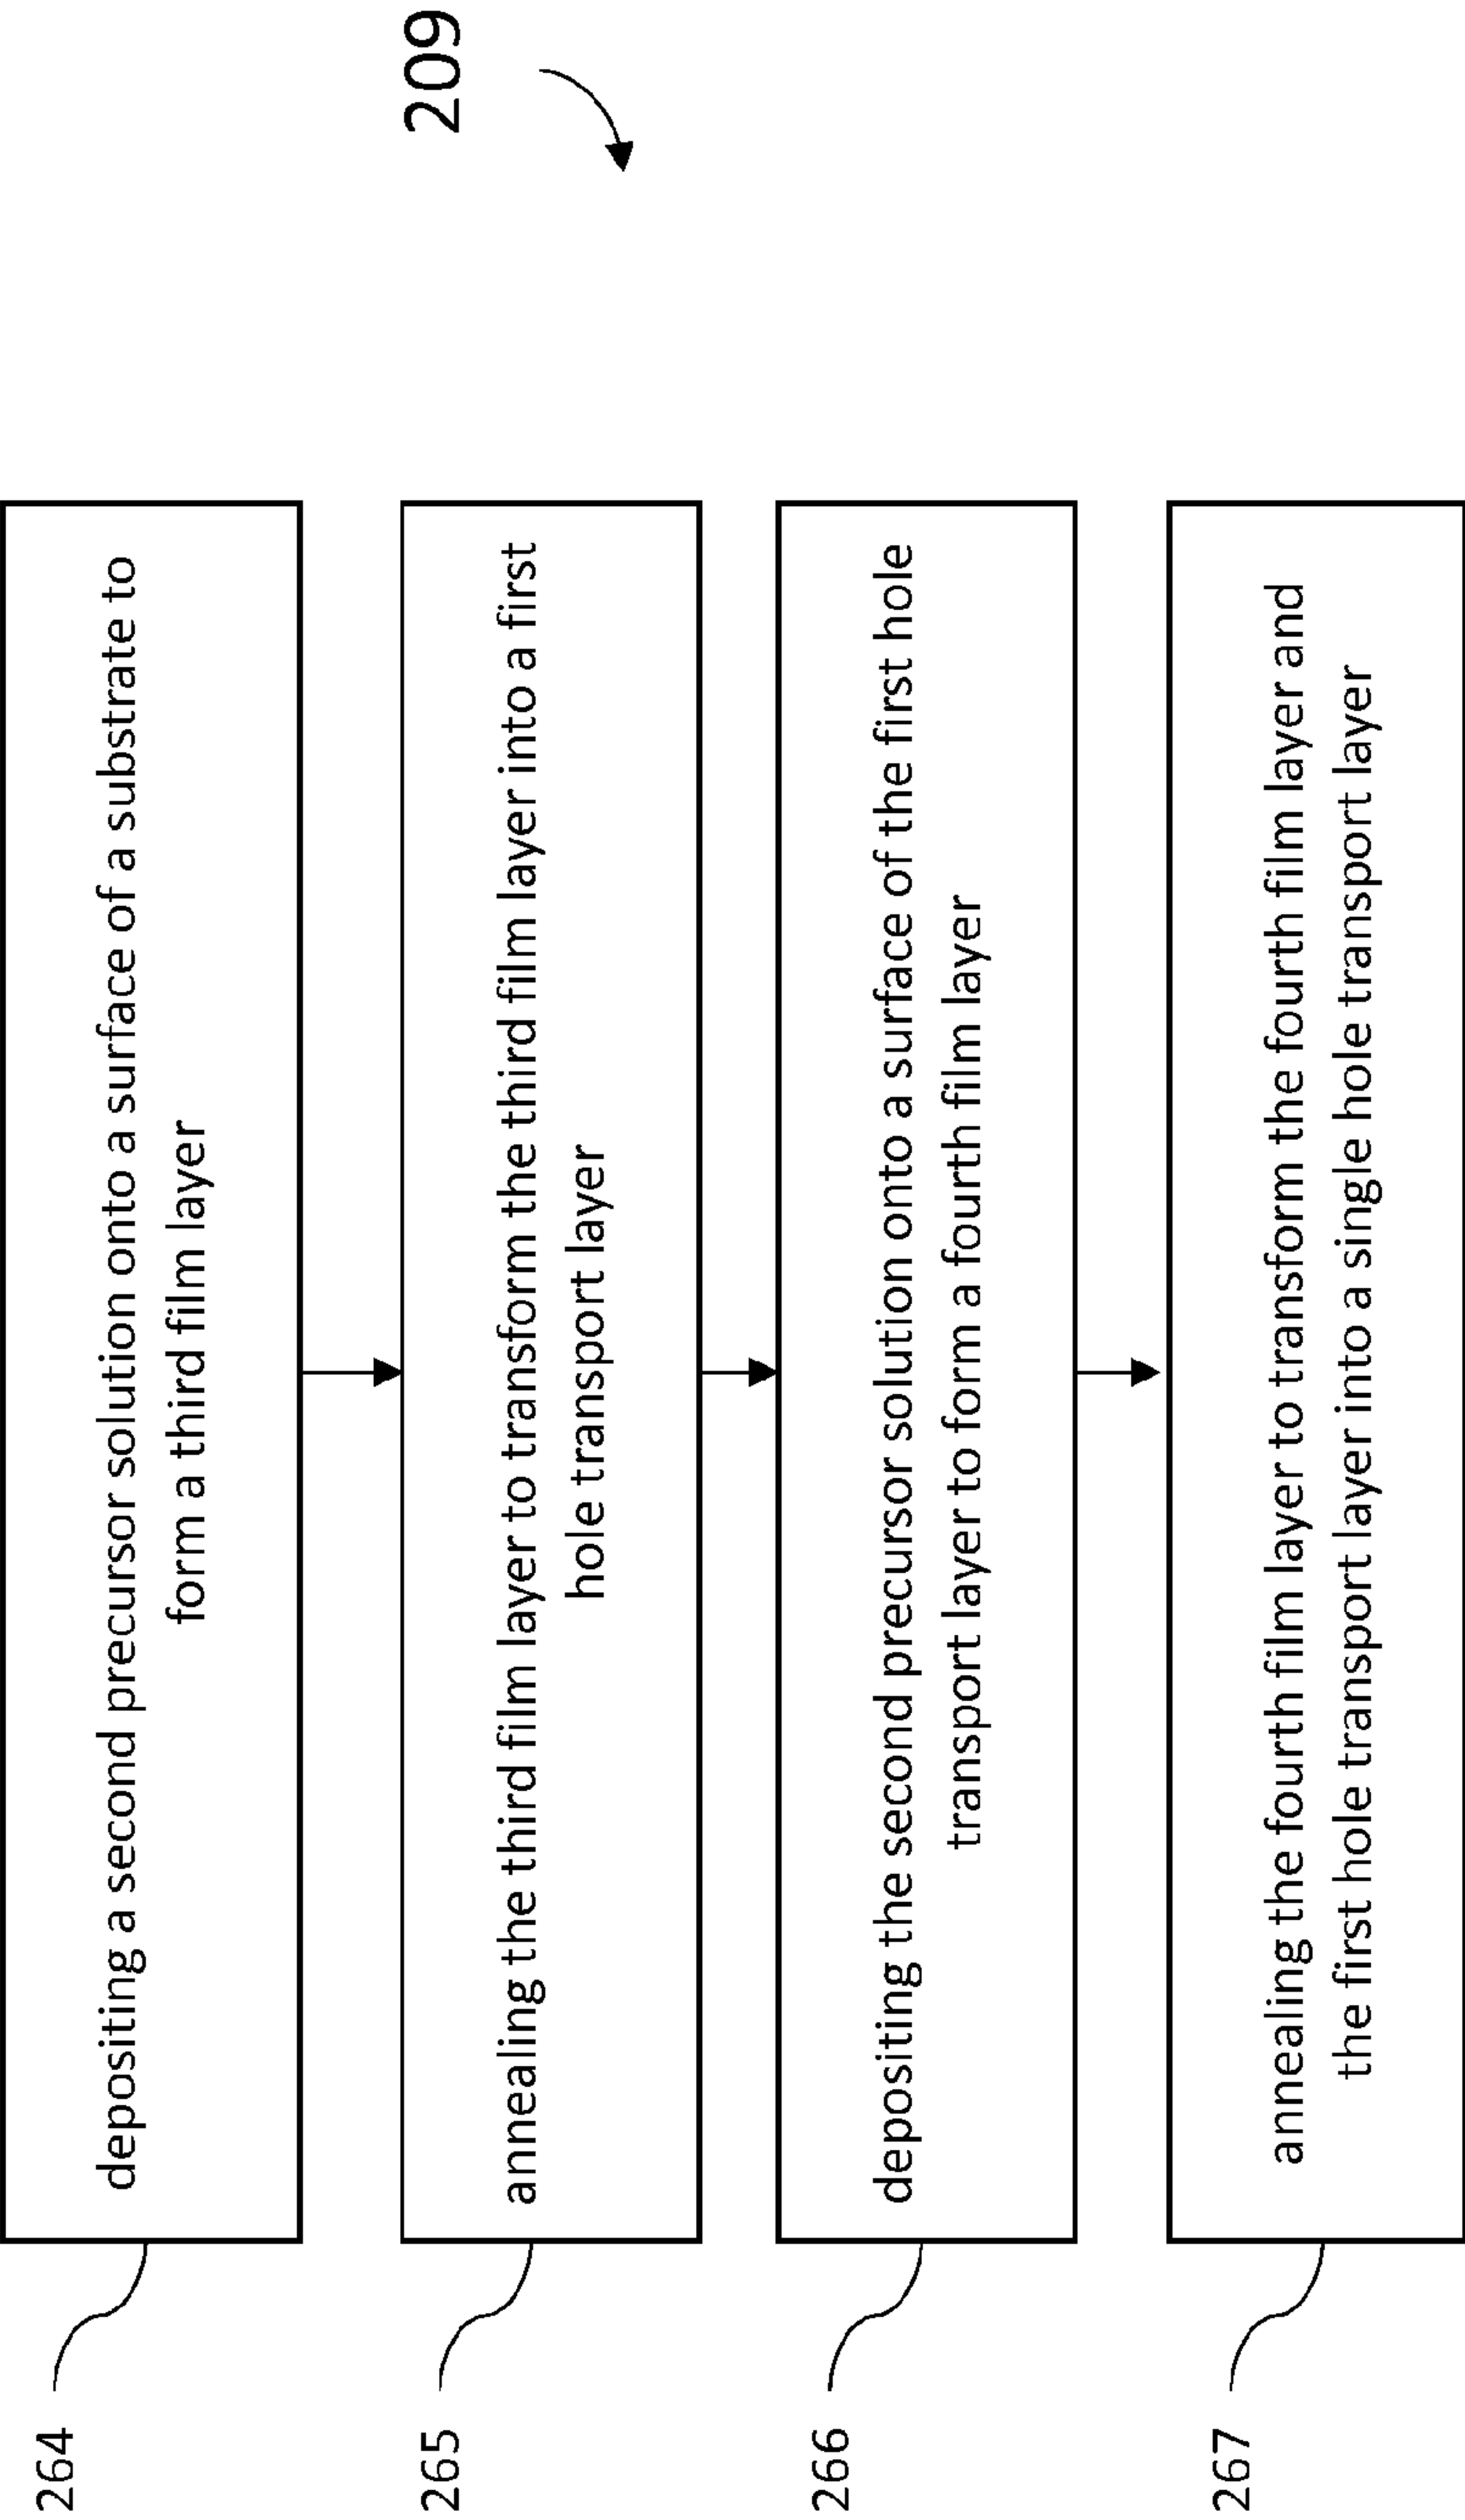 209
264
depositing a second precursor solution onto a surface of a substrate to
form a third film layer
265
annealing the third film layer to transform the third film layer into a first
hole transport layer
266
depositing the second precursor solution onto a surface of the first hole
transport layer to form a fourth film layer
267
annealing the fourth film layer to transform the fourth film layer and
the first hole transport layer into a single hole transport layer